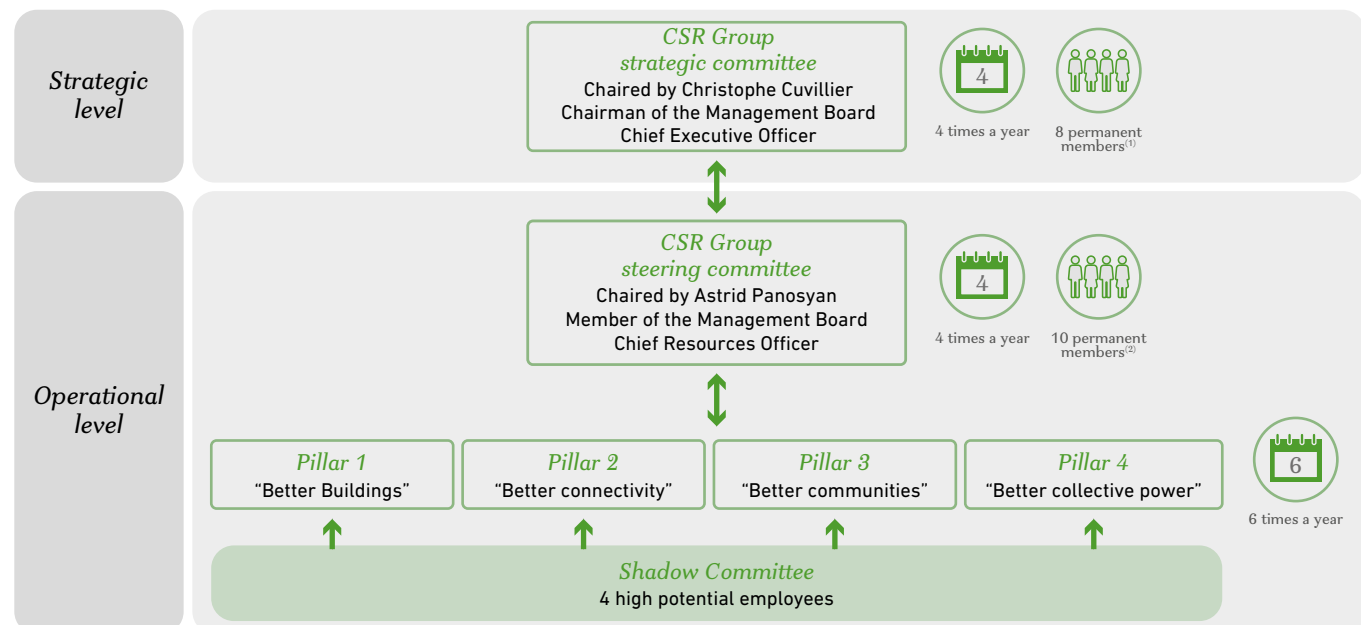 Strategic
level
CSR Group
strategic committee
Chaired by Christophe Cuvillier
Chairman of the Management Board
Chief Executive Officer
4
4 times a year
8 permanent
members(1)
Operational
level
CSR Group
steering committee
Chaired by Astrid Panosyan
Member of the Management Board
Chief Resources Officer
4
4 times a year
10 permanent
members(2)
Pillar 1
“Better Buildings”
Pillar 2
“Better connectivity”
Pillar 3
“Better communities”
Pillar 4
“Better collective power”
6
6 times a year
Shadow Committee
4 high potential employees